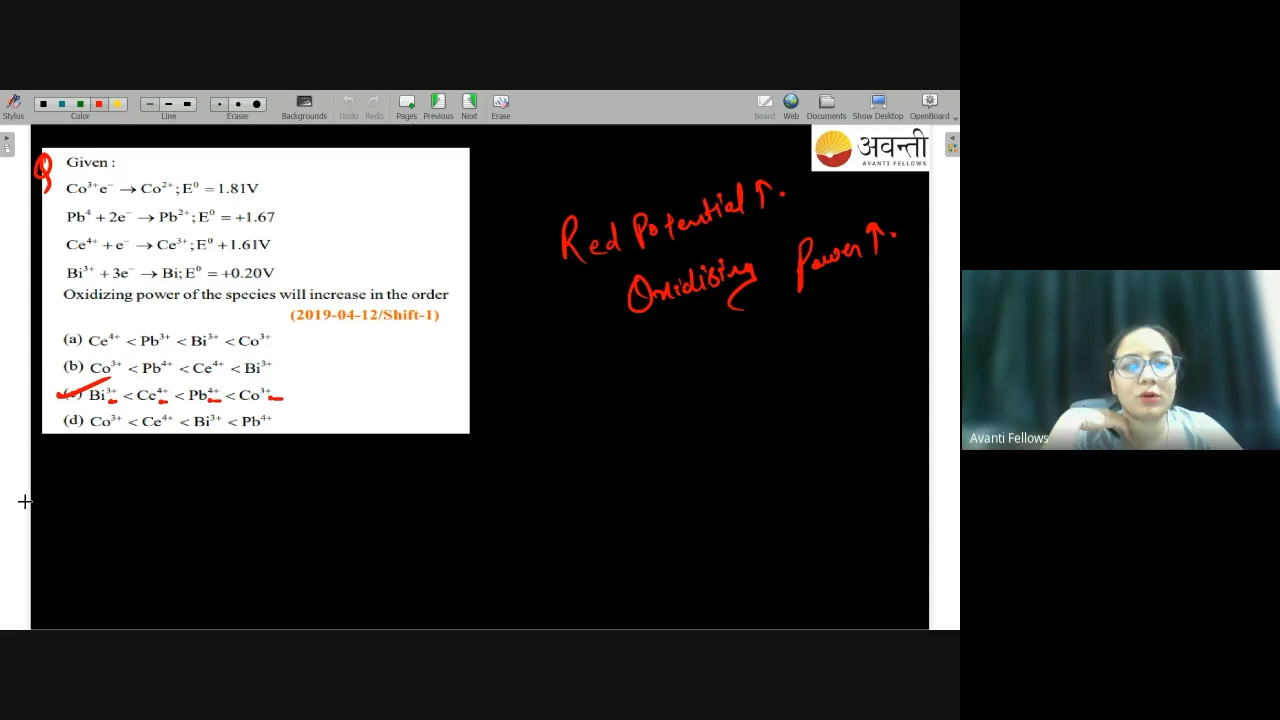 Stylus
Color
Line
Eraser
Backgrounds
Undo
Redo
Pages
Previous
Next
Erase
Board
Web
Documents
Show Desktop
OpenBoard
अवन्ती
AVANTI FELLOWS
Q
Given :
Co³⁺e⁻ → Co²⁺; E⁰ = 1.81V
Pb⁴ + 2e⁻ → Pb²⁺; E⁰ = +1.67
Ce⁴⁺ + e⁻ → Ce³⁺; E⁰ +1.61V
Bi³⁺ + 3e⁻ → Bi; E⁰ = +0.20V
Oxidizing power of the species will increase in the order
(2019-04-12/Shift-1)
(a) Ce⁴⁺ < Pb³⁺ < Bi³⁺ < Co³⁺
(b) Co³⁺ < Pb⁴⁺ < Ce⁴⁺ < Bi³⁺
Bi³⁺ < Ce⁴⁺ < Pb⁴⁺ < Co³⁺
(d) Co³⁺ < Ce⁴⁺ < Bi³⁺ < Pb⁴⁺
Red Potential ↑.
Oxidising Power ↑.
Avanti Fellows